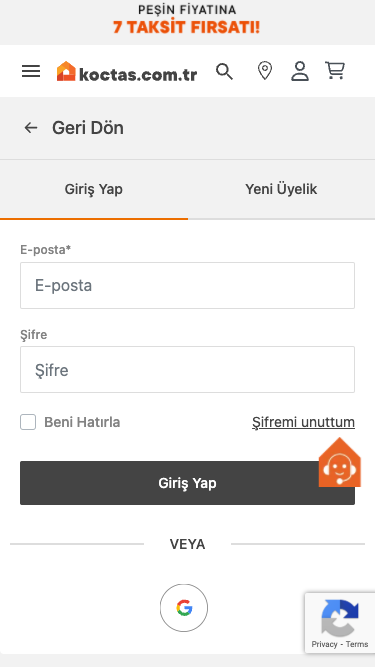 PEŞİN FİYATINA
7 TAKSİT FIRSATI!
koctas.com.tr
Geri Dön
Giriş Yap
Yeni Üyelik
E-posta*
E-posta
Şifre
Şifre
Beni Hatırla
Şifremi unuttum
Giriş Yap
VEYA
Privacy - Terms